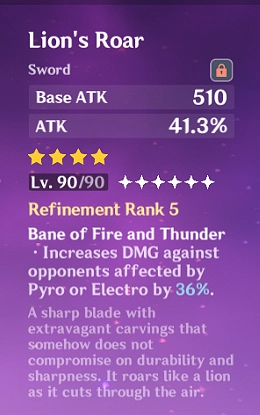 Lion's Roar
Sword
Base ATK 510
ATK 41.3%
Lv. 90/90
Refinement Rank 5
Bane of Fire and Thunder
· Increases DMG against
opponents affected by
Pyro or Electro by 36%.
A sharp blade with
extravagant carvings that
somehow does not
compromise on durability and
sharpness. It roars like a lion
as it cuts through the air.